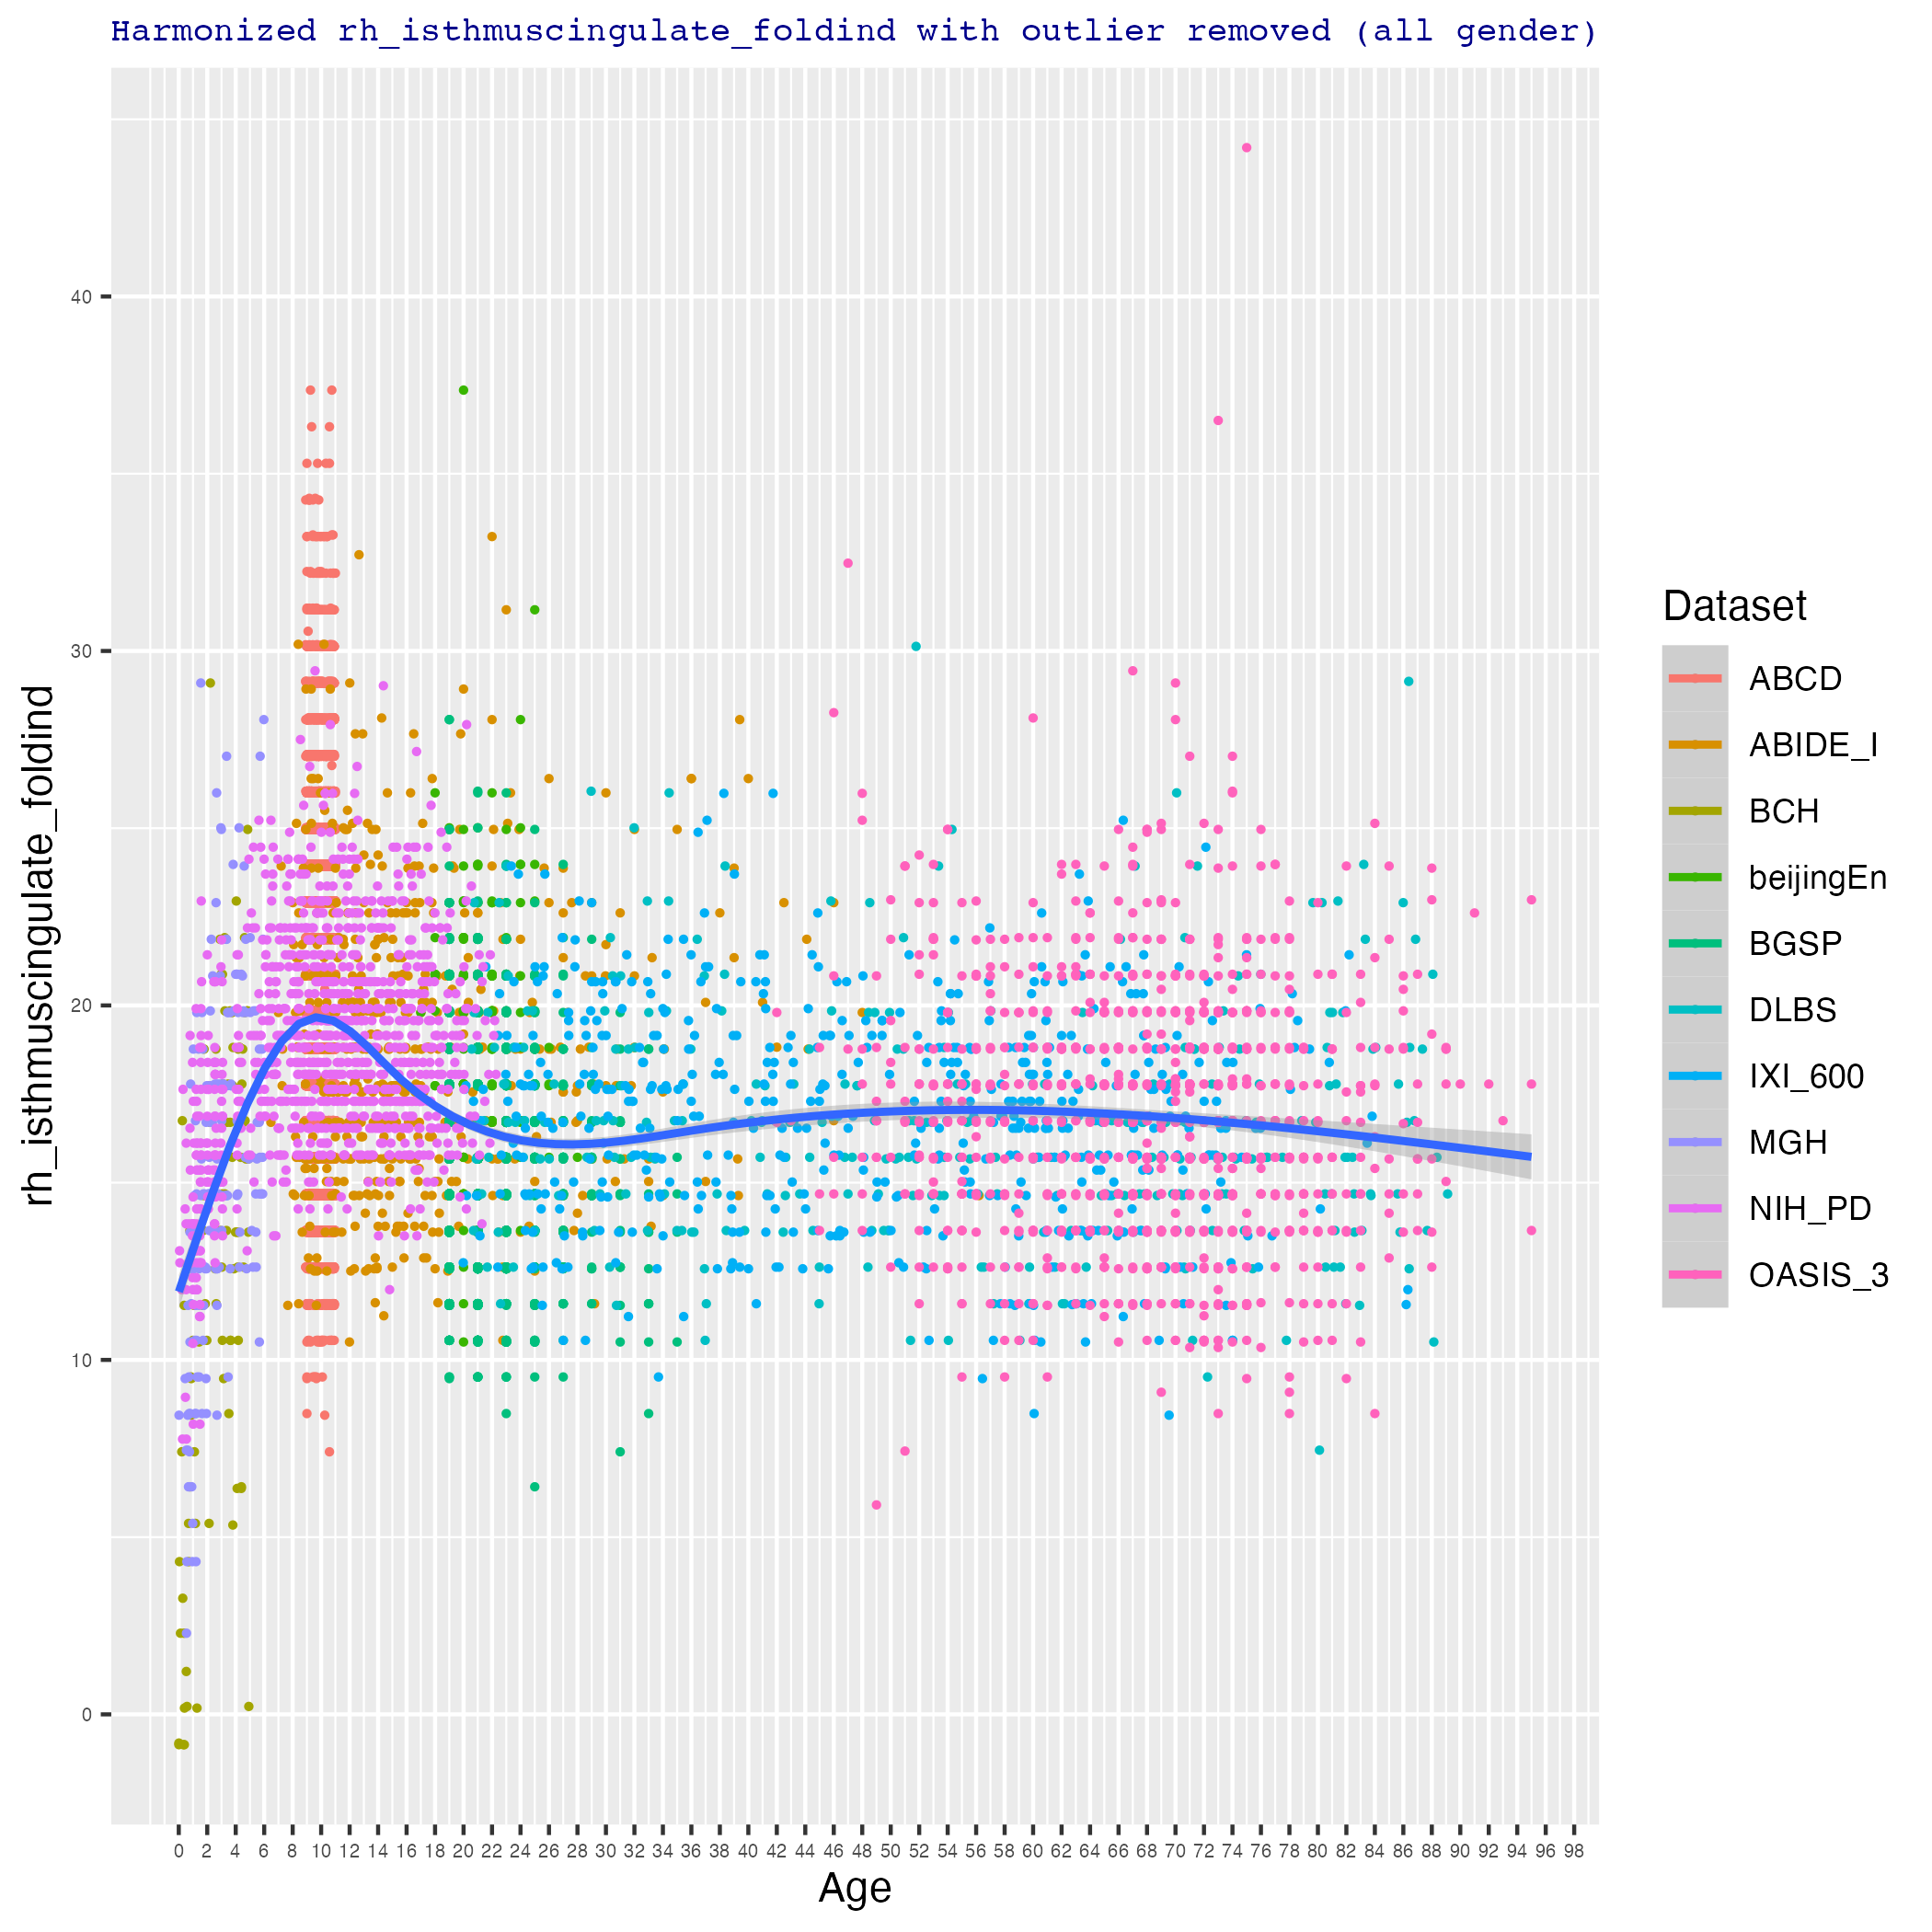 Harmonized rh_isthmuscingulate_foldind with outlier removed (all gender)
rh_isthmuscingulate_foldind
40
30
20
10
0
0 2 4 6 8 10 12 14 16 18 20 22 24 26 28 30 32 34 36 38 40 42 44 46 48 50 52 54 56 58 60 62 64 66 68 70 72 74 76 78 80 82 84 86 88 90 92 94 96 98
Age
Dataset
ABCD
ABIDE_I
BCH
beijingEn
BGSP
DLBS
IXI_600
MGH
NIH_PD
OASIS_3